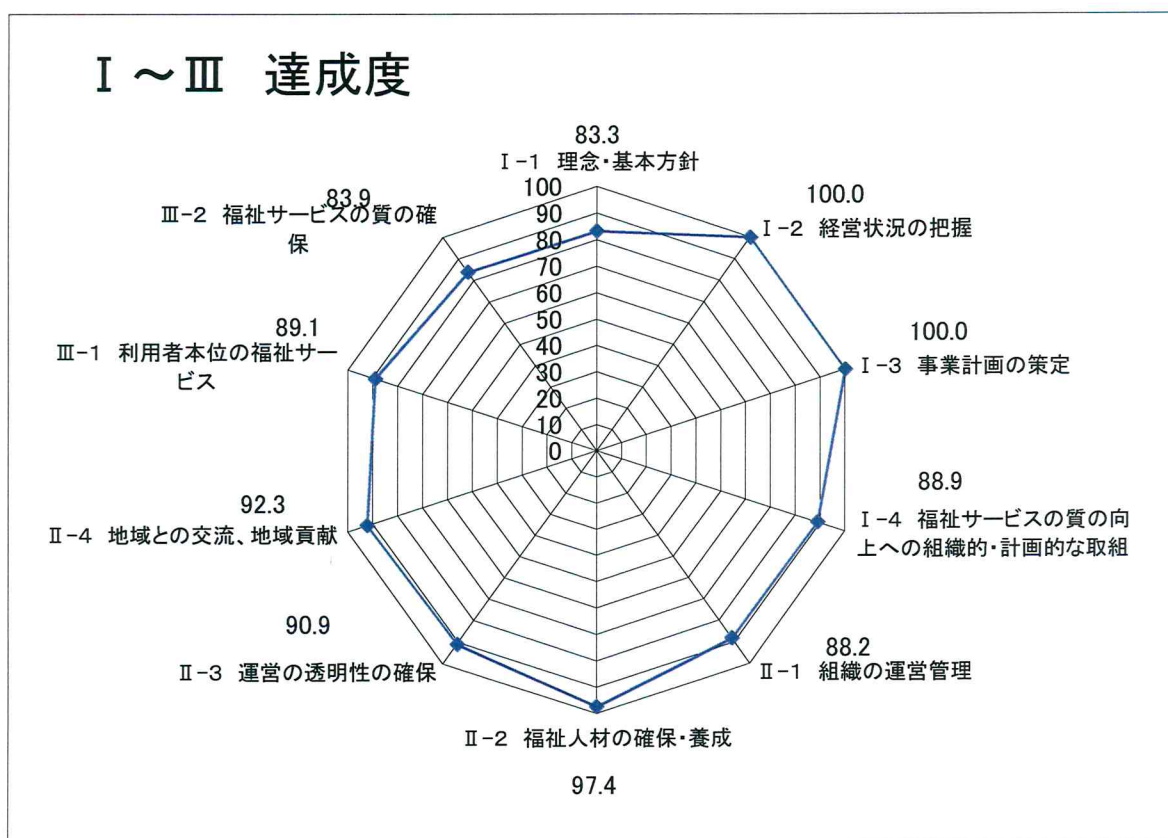 Ⅰ～Ⅲ 達成度
83.3
Ⅰ-1 理念・基本方針
100.0
Ⅰ-2 経営状況の把握
100.0
Ⅰ-3 事業計画の策定
88.9
Ⅰ-4 福祉サービスの質の向
上への組織的・計画的な取組
88.2
Ⅱ-1 組織の運営管理
Ⅱ-2 福祉人材の確保・養成
97.4
90.9
Ⅱ-3 運営の透明性の確保
92.3
Ⅱ-4 地域との交流、地域貢献
89.1
Ⅲ-1 利用者本位の福祉サー
ビス
83.9
Ⅲ-2 福祉サービスの質の確
保
100
90
80
70
60
50
40
30
20
10
0